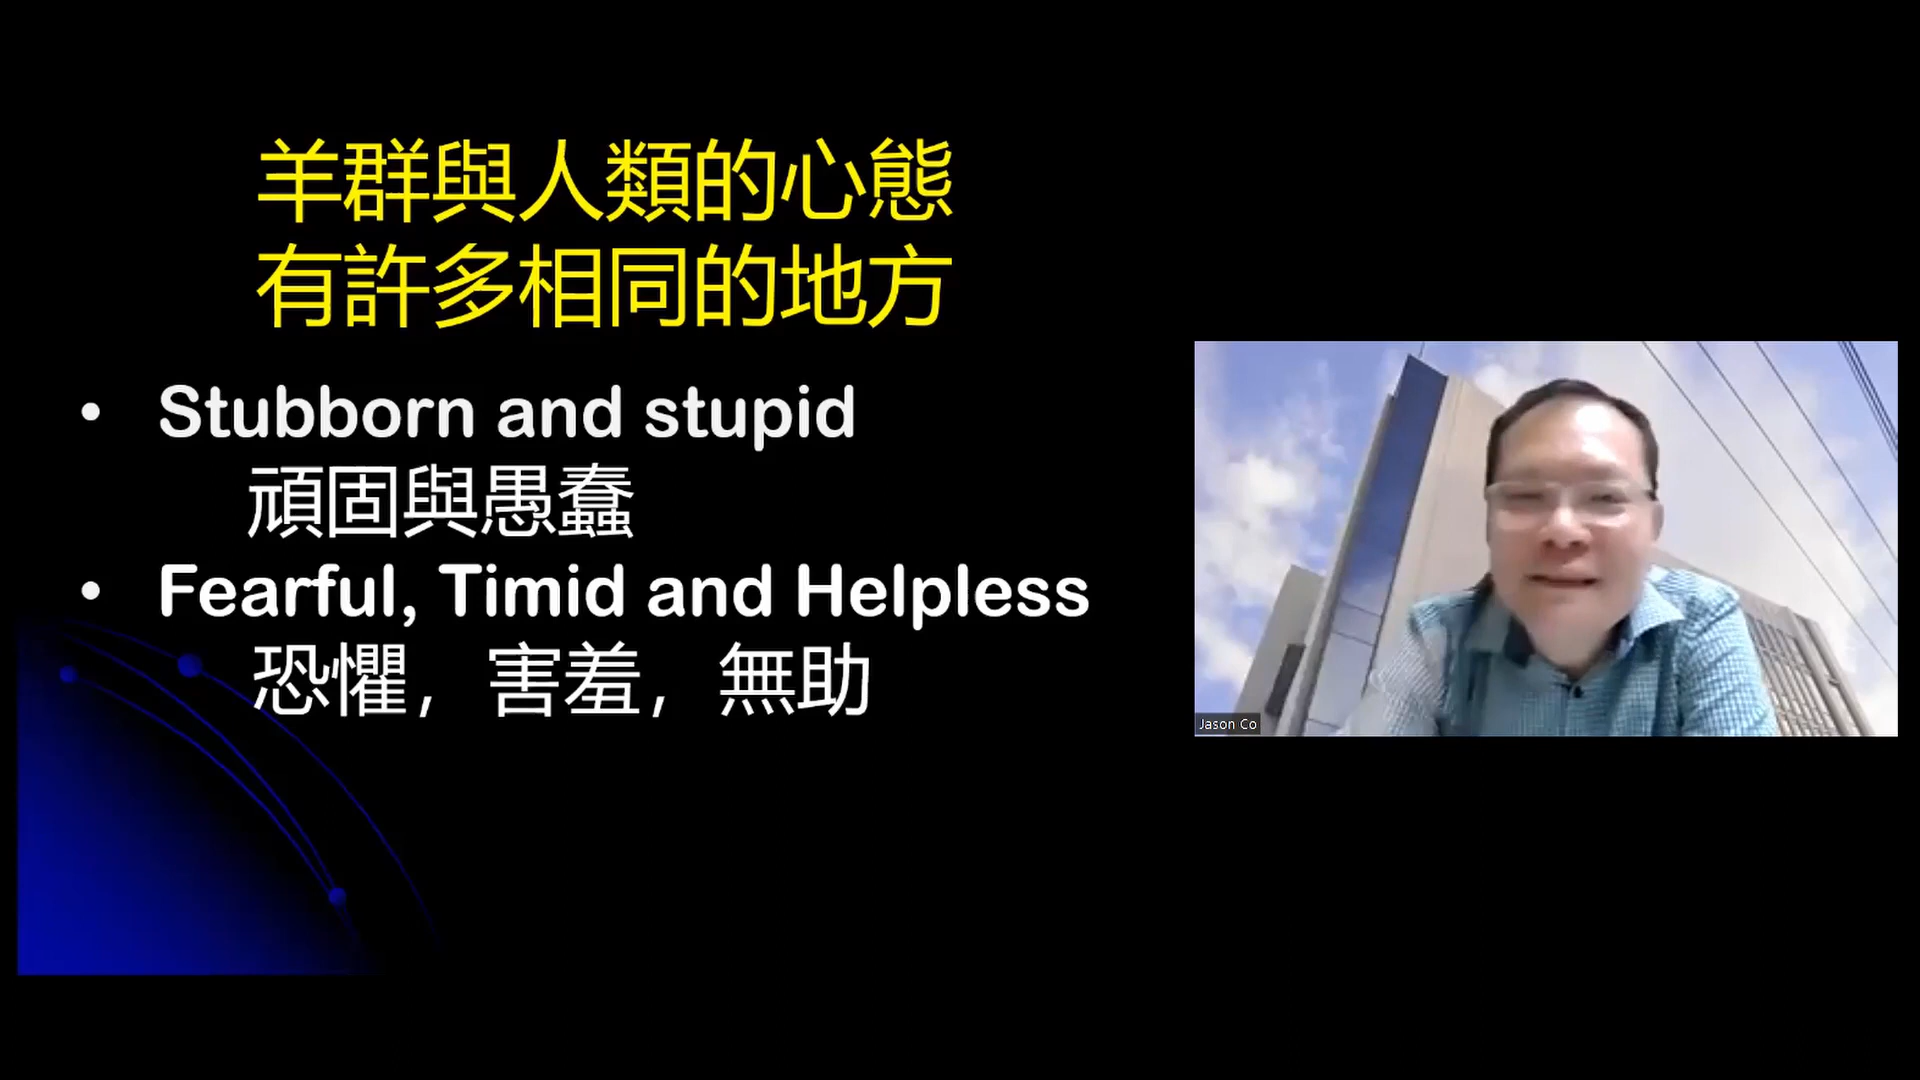 羊群與人類的心態
有許多相同的地方
• Stubborn and stupid
頑固與愚蠢
• Fearful, Timid and Helpless
恐懼，害羞，無助
Jason Co